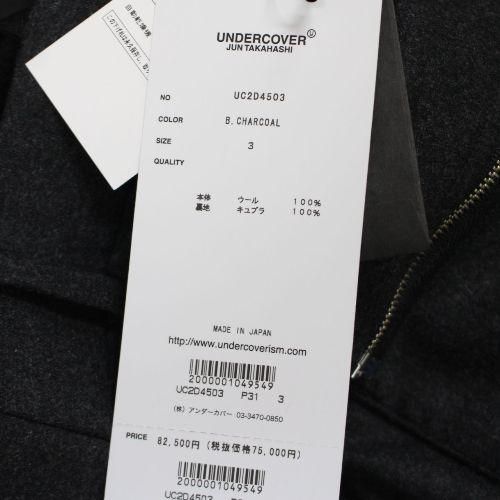 UNDERCOVER
JUN TAKAHASHI
NO UC2D4503
COLOR B. CHARCOAL
SIZE 3
QUALITY
本体 ウール 100%
裏地 キュプラ 100%
MADE IN JAPAN
http://www.undercoverism.com
2000001049549
UC2D4503 P31 3
(株) アンダーカバー 03-3470-0850
PRICE 82,500円 (税抜価格75,000円)
2000001049549